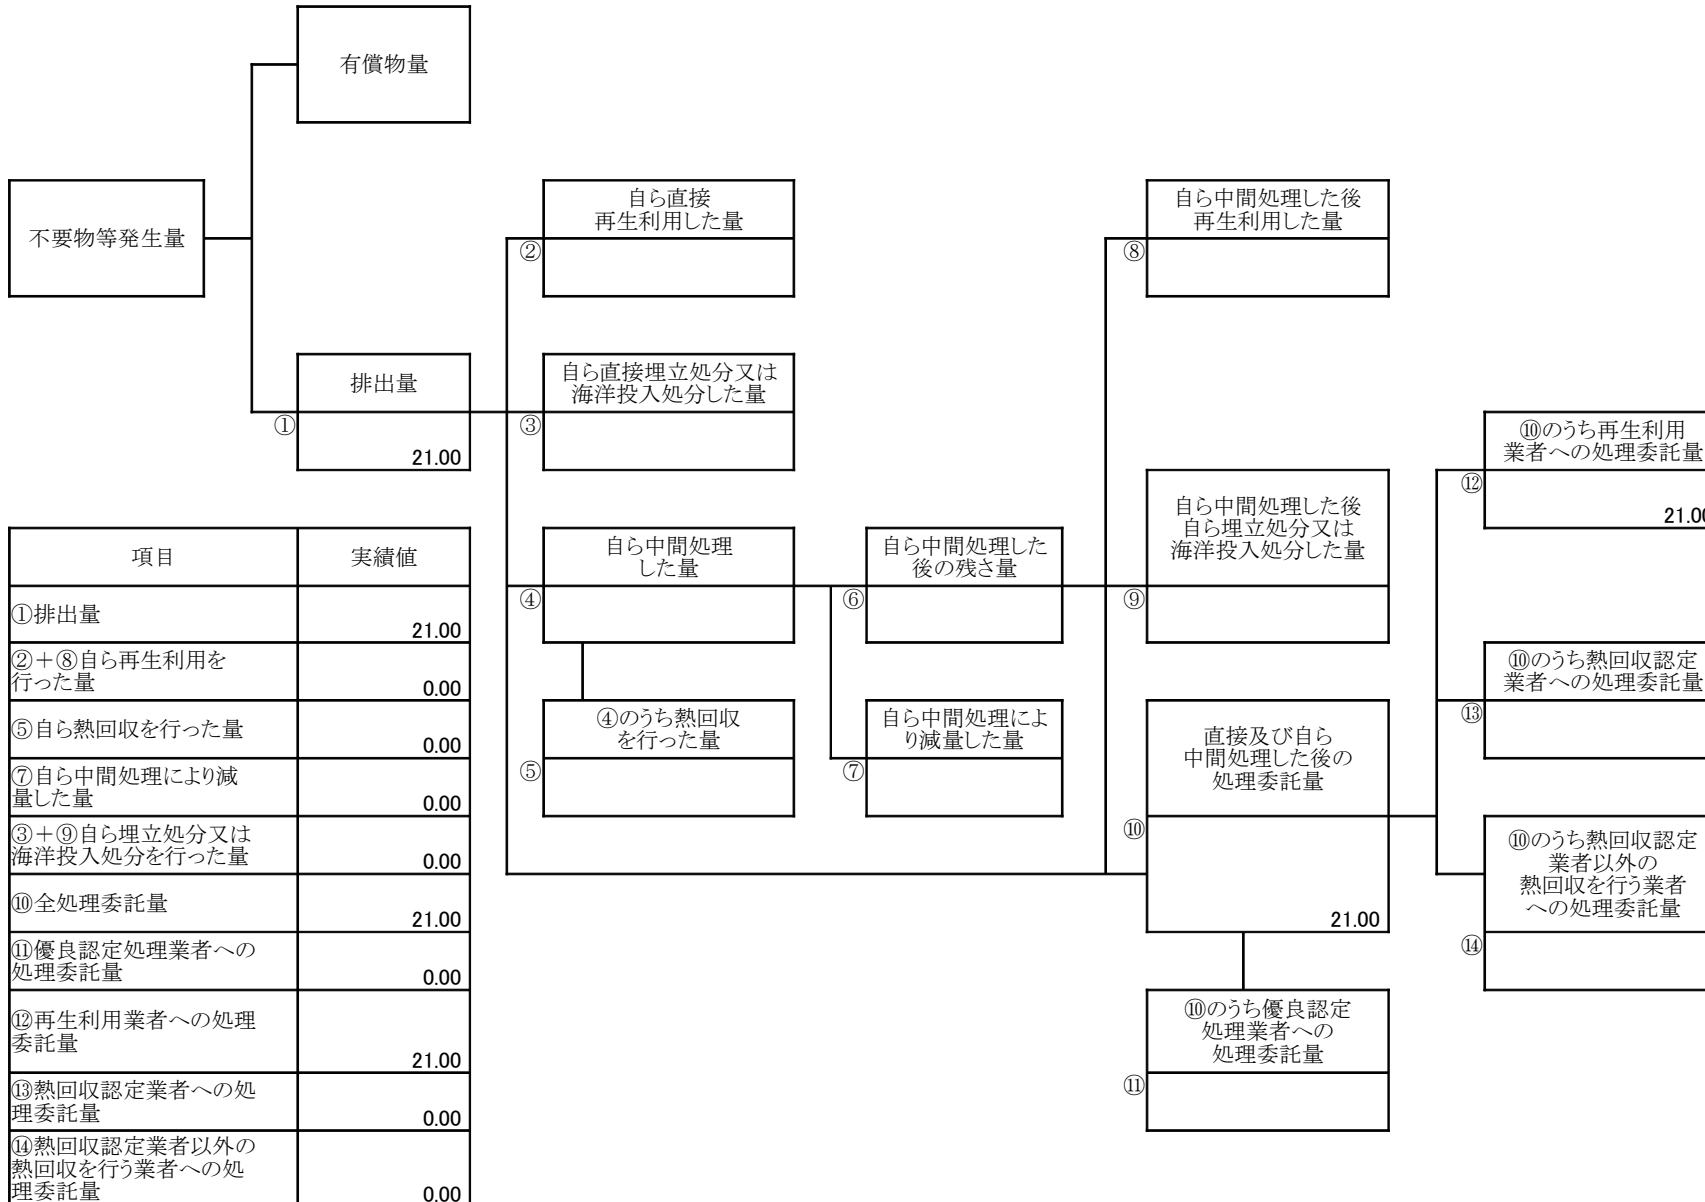 有償物量
不要物等発生量
自ら直接
再生利用した量
②
自ら中間処理した後
再生利用した量
⑧
排出量
①
21.00
自ら直接埋立処分又は
海洋投入処分した量
③
⑩のうち再生利用
業者への処理委託量
⑫
21.00
自ら中間処理した後
自ら埋立処分又は
海洋投入処分した量
⑨
自ら中間処理
した量
④
自ら中間処理した
後の残さ量
⑥
⑩のうち熱回収認定
業者への処理委託量
⑬
④のうち熱回収
を行った量
⑤
自ら中間処理によ
り減量した量
⑦
直接及び自ら
中間処理した後の
処理委託量
⑩
21.00
⑩のうち熱回収認定
業者以外の
熱回収を行う業者
への処理委託量
⑭
⑩のうち優良認定
処理業者への
処理委託量
⑪
項目 実績値
①排出量
21.00
②＋⑧自ら再生利用を
行った量 0.00
⑤自ら熱回収を行った量
0.00
⑦自ら中間処理により減
量した量 0.00
③＋⑨自ら埋立処分又は
海洋投入処分を行った量 0.00
⑩全処理委託量
21.00
⑪優良認定処理業者への
処理委託量 0.00
⑫再生利用業者への処理
委託量
21.00
⑬熱回収認定業者への処
理委託量 0.00
⑭熱回収認定業者以外の
熱回収を行う業者への処
理委託量 0.00